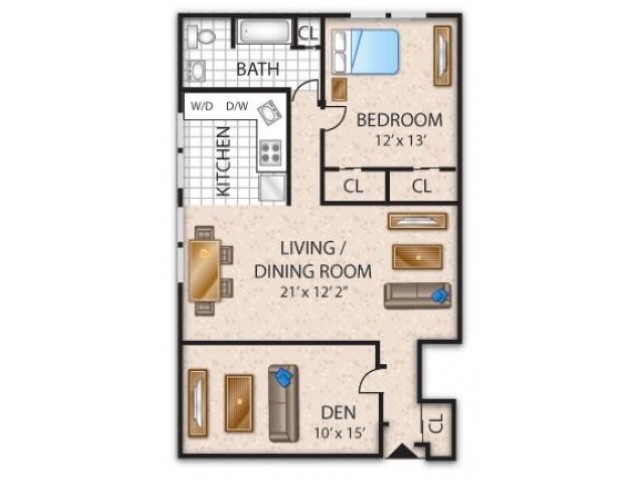 CL
BATH
W/D D/W
BEDROOM
12' x 13'
KITCHEN
CL
CL
LIVING /
DINING ROOM
21' x 12' 2"
DEN
10' x 15'
CL